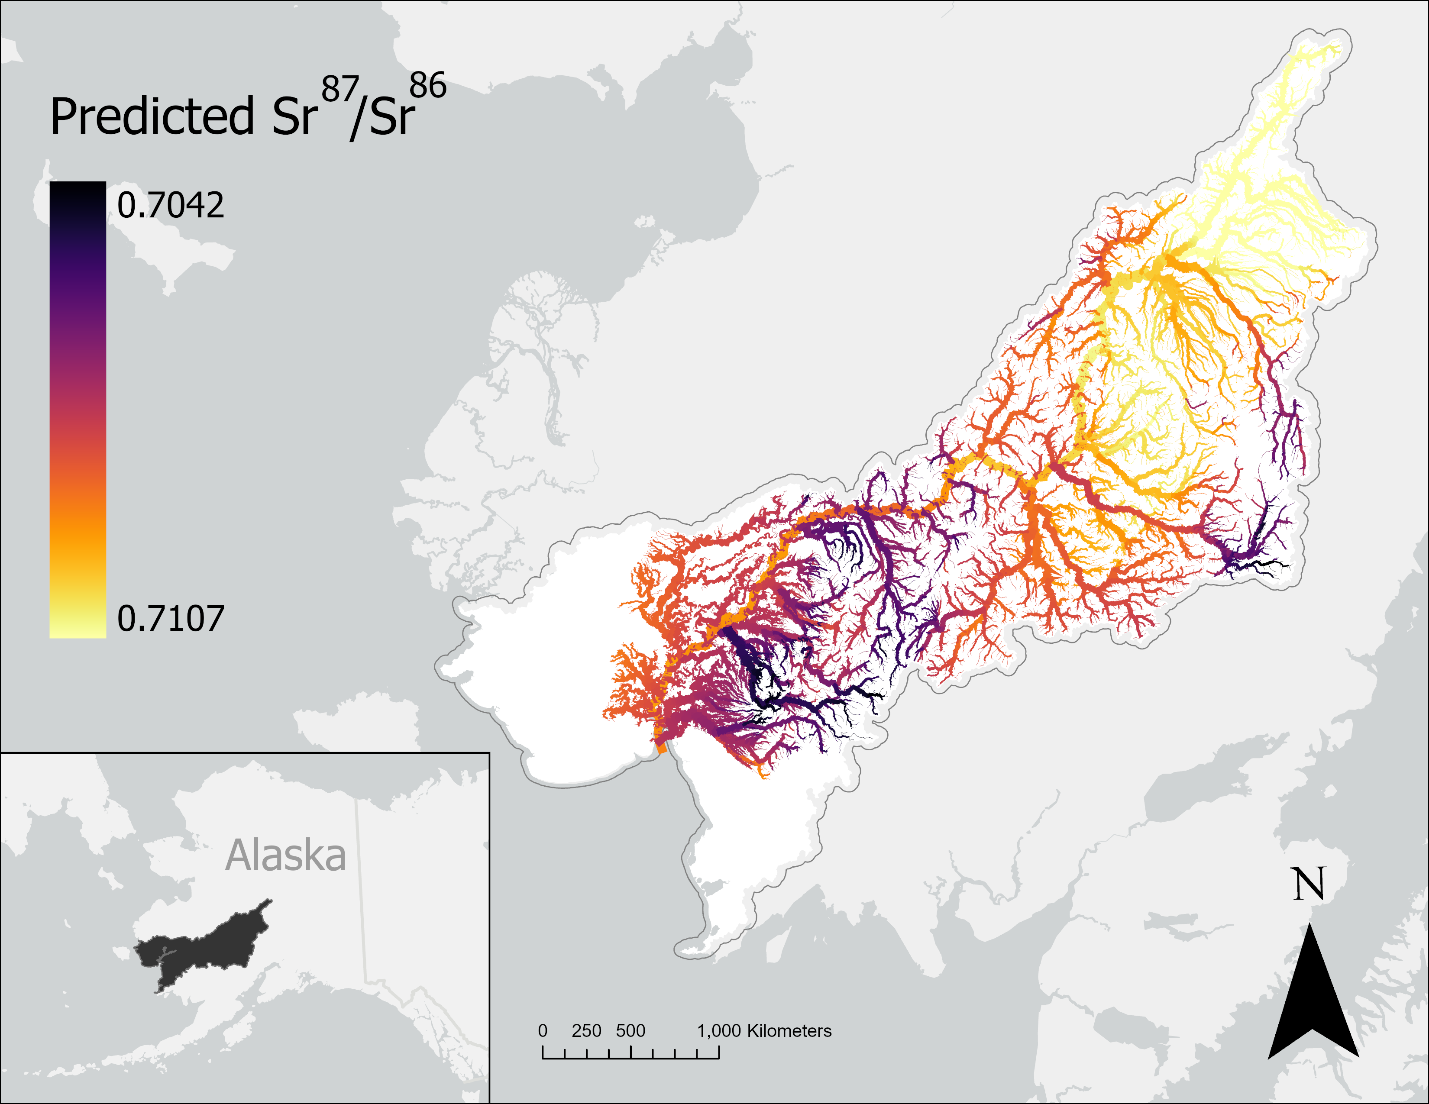 Predicted Sr⁸⁷/Sr⁸⁶
0.7042
0.7107
Alaska
0 250 500 1,000 Kilometers
N